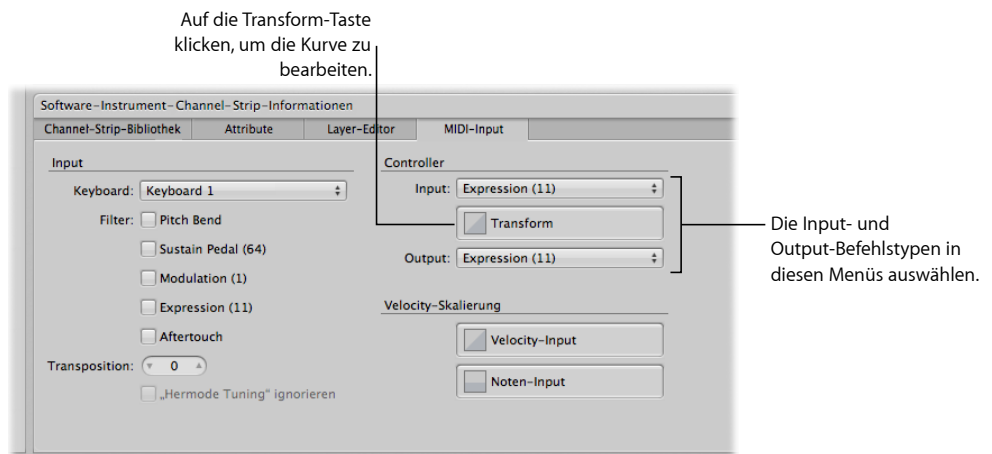 Auf die Transform-Taste
klicken, um die Kurve zu
bearbeiten.
Software-Instrument-Channel-Strip-Informationen
Channel-Strip-Bibliothek Attribute Layer-Editor MIDI-Input
Input
Keyboard: Keyboard 1
Filter: Pitch Bend
Sustain Pedal (64)
Modulation (1)
Expression (11)
Aftertouch
Transposition: 0
„Hermode Tuning" ignorieren
Controller
Input: Expression (11)
Transform
Output: Expression (11)
Velocity-Skalierung
Velocity-Input
Noten-Input
Die Input- und
Output-Befehlstypen in
diesen Menüs auswählen.